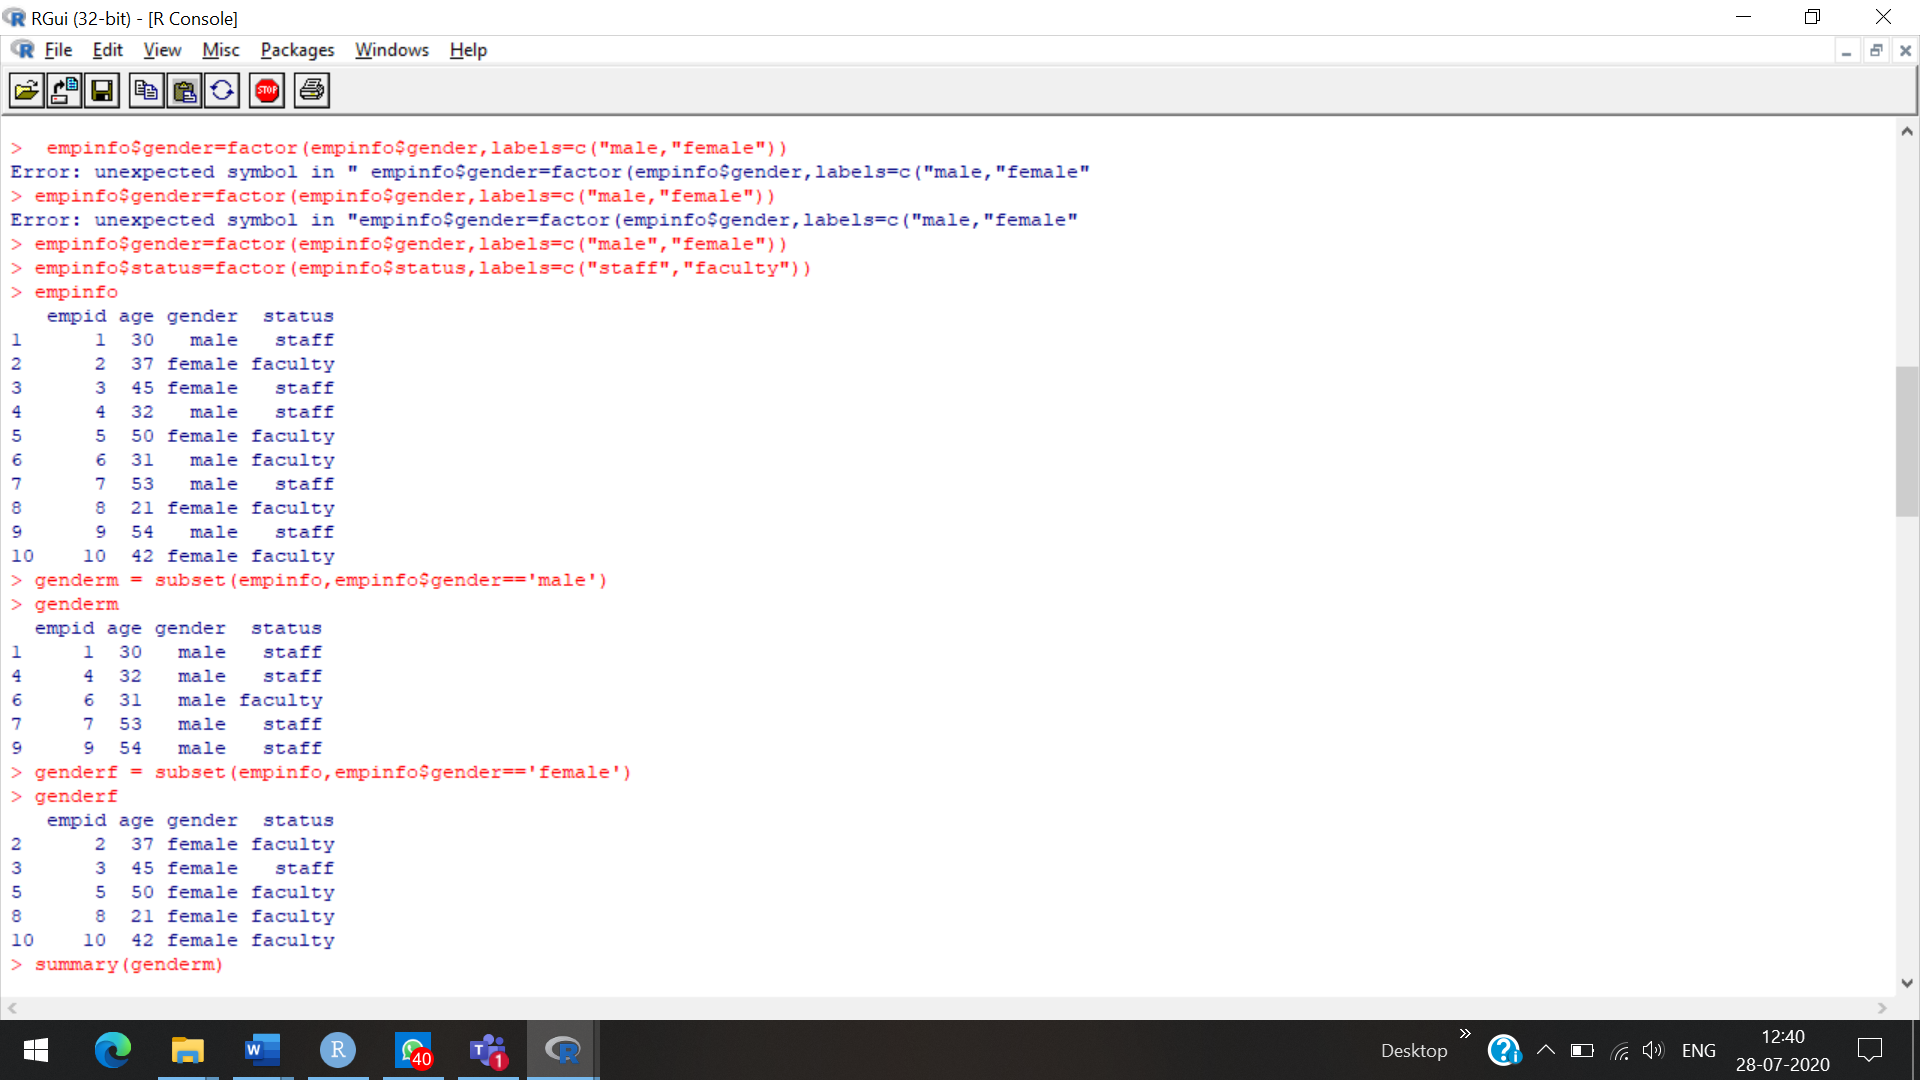 RGui (32-bit) - [R Console]
File Edit View Misc Packages Windows Help
STOP
>  empinfo$gender=factor(empinfo$gender,labels=c("male,"female"))
Error: unexpected symbol in " empinfo$gender=factor(empinfo$gender,labels=c("male,"female"
> empinfo$gender=factor(empinfo$gender,labels=c("male,"female"))
Error: unexpected symbol in "empinfo$gender=factor(empinfo$gender,labels=c("male,"female"
> empinfo$gender=factor(empinfo$gender,labels=c("male","female"))
> empinfo$status=factor(empinfo$status,labels=c("staff","faculty"))
> empinfo
   empid age gender  status
1      1  30   male   staff
2      2  37 female faculty
3      3  45 female   staff
4      4  32   male   staff
5      5  50 female faculty
6      6  31   male faculty
7      7  53   male   staff
8      8  21 female faculty
9      9  54   male   staff
10    10  42 female faculty
> genderm = subset(empinfo,empinfo$gender=='male')
> genderm
  empid age gender  status
1     1  30   male   staff
4     4  32   male   staff
6     6  31   male faculty
7     7  53   male   staff
9     9  54   male   staff
> genderf = subset(empinfo,empinfo$gender=='female')
> genderf
   empid age gender  status
2      2  37 female faculty
3      3  45 female   staff
5      5  50 female faculty
8      8  21 female faculty
10    10  42 female faculty
> summary(genderm)
W R 40 T 1 R Desktop » ? ENG 12:40
28-07-2020